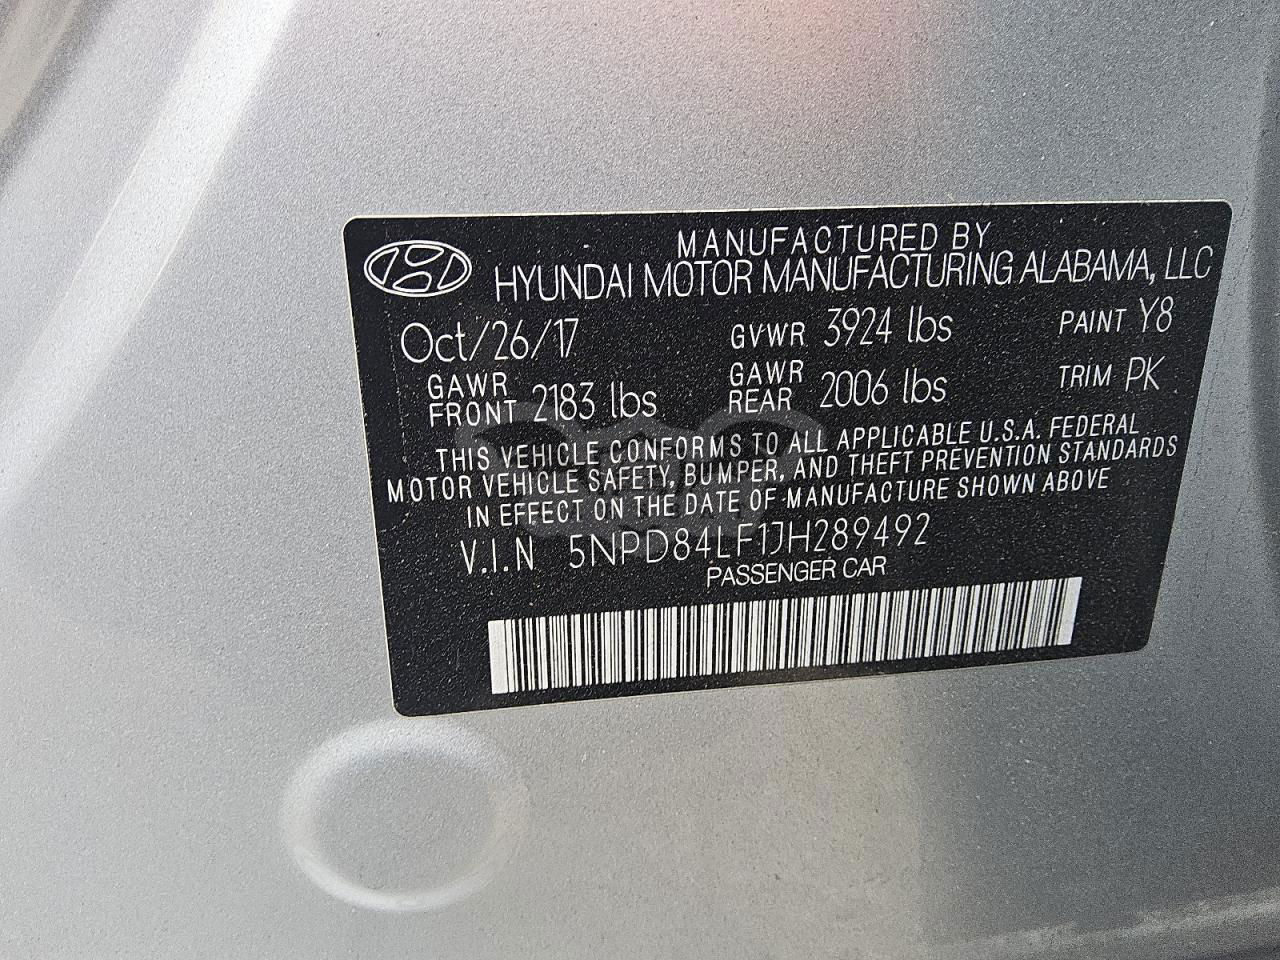 MANUFACTURED BY
HYUNDAI MOTOR MANUFACTURING ALABAMA, LLC
Oct/26/17 GVWR 3924 lbs PAINT Y8
GAWR FRONT 2183 lbs GAWR REAR 2006 lbs TRIM PK
THIS VEHICLE CONFORMS TO ALL APPLICABLE U.S.A. FEDERAL
MOTOR VEHICLE SAFETY, BUMPER, AND THEFT PREVENTION STANDARDS
IN EFFECT ON THE DATE OF MANUFACTURE SHOWN ABOVE
V.I.N 5NPD84LF1JH289492
PASSENGER CAR